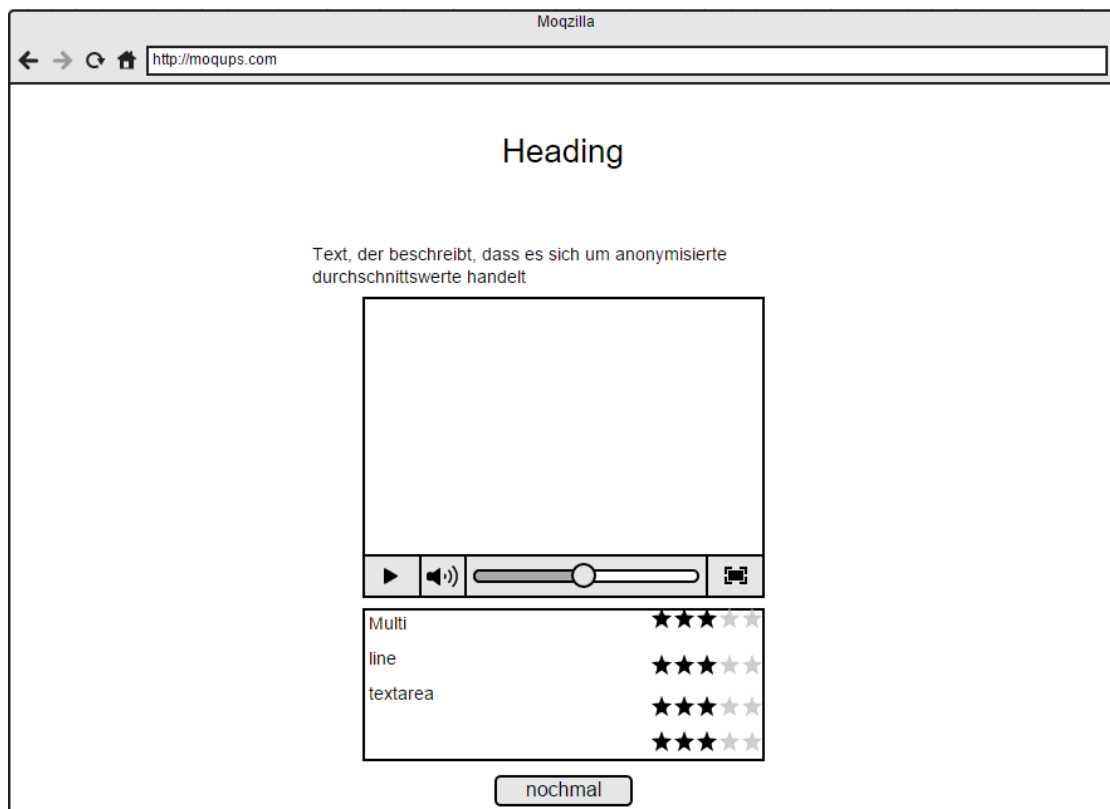 Moqzilla
http://moqups.com
Heading
Text, der beschreibt, dass es sich um anonymisierte
durchschnittswerte handelt
Multi
line
textarea
nochmal